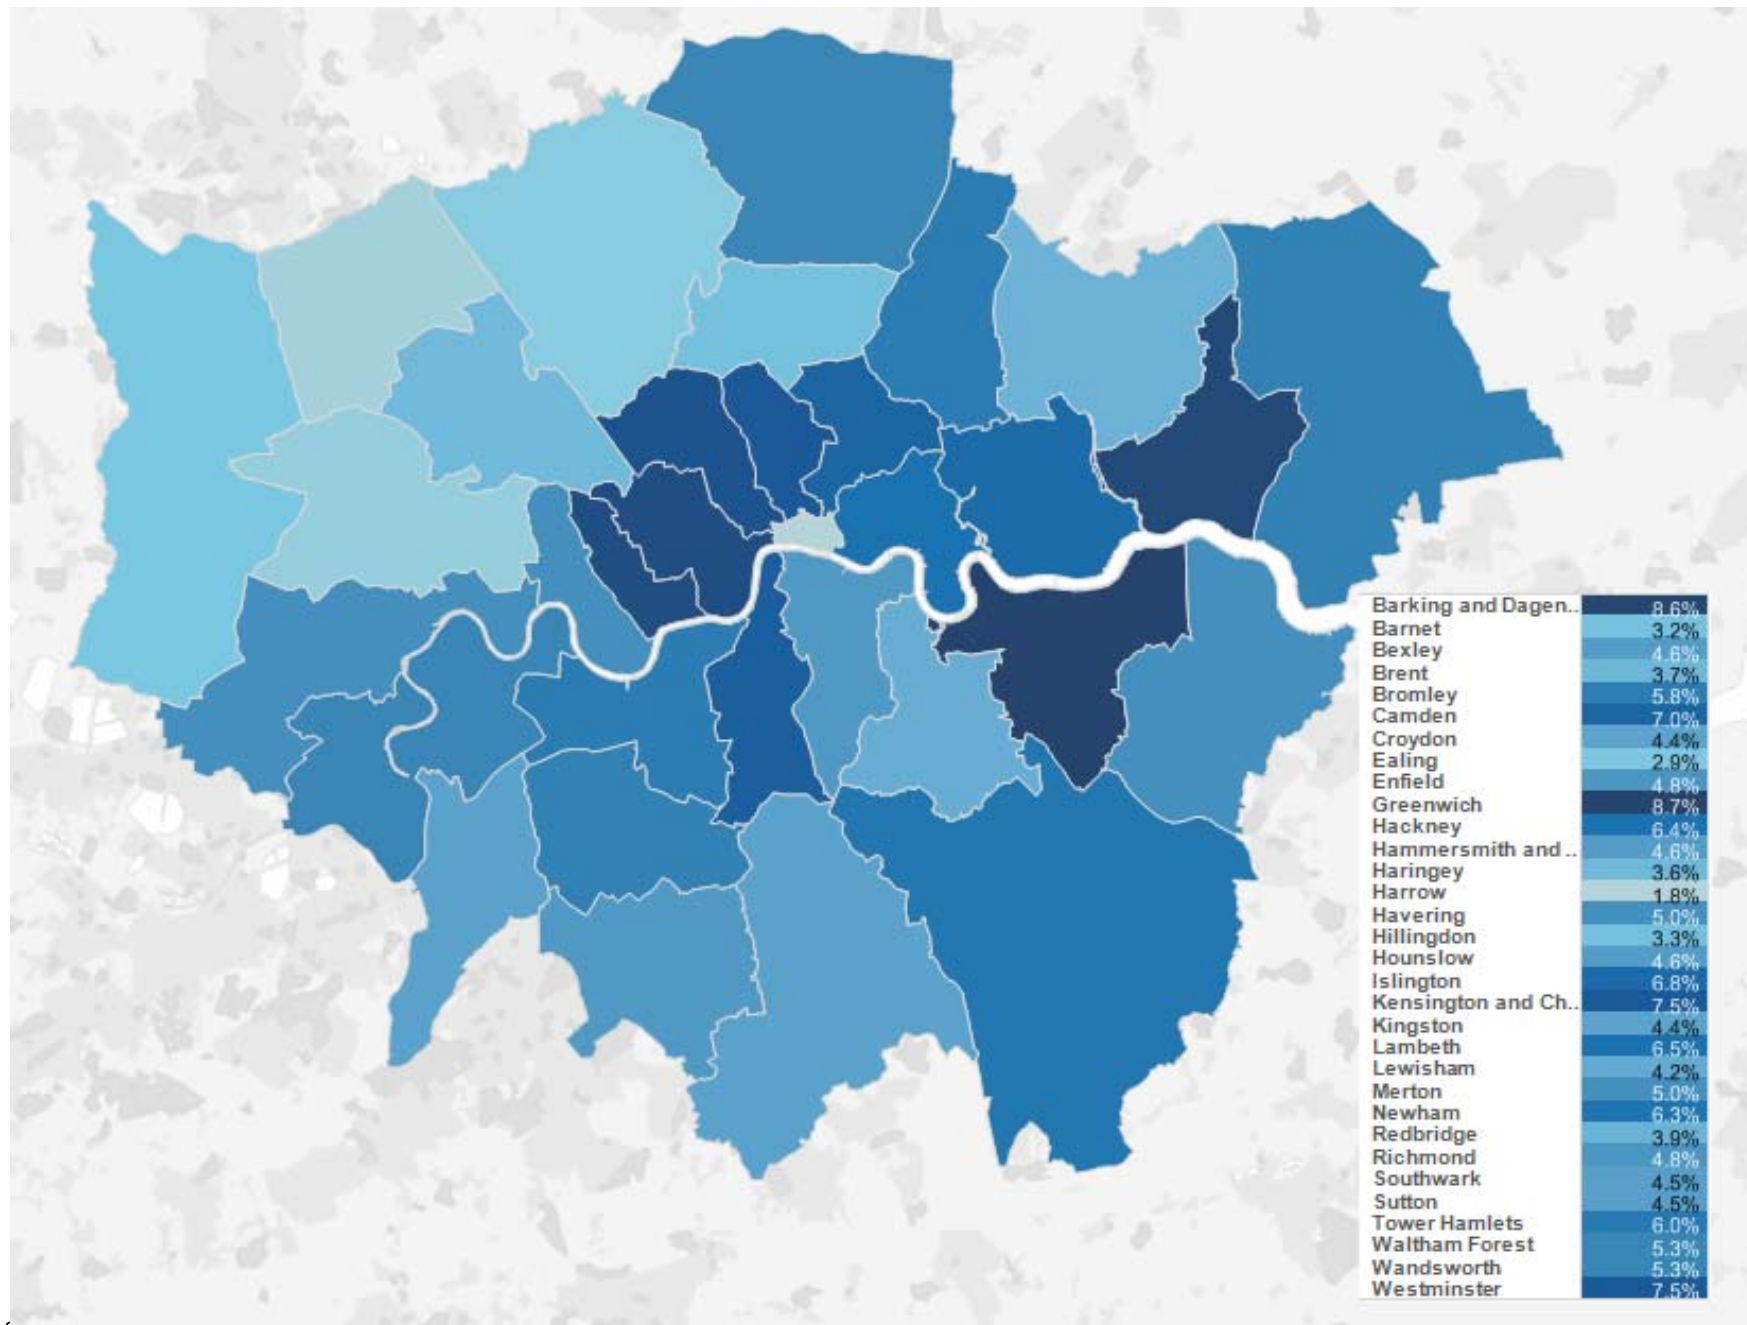 Barking and Dagen.. 8.6%
Barnet 3.2%
Bexley 4.6%
Brent 3.7%
Bromley 5.8%
Camden 7.0%
Croydon 4.4%
Ealing 2.9%
Enfield 4.8%
Greenwich 8.7%
Hackney 6.4%
Hammersmith and .. 4.6%
Haringey 3.6%
Harrow 1.8%
Havering 5.0%
Hillingdon 3.3%
Hounslow 4.6%
Islington 6.8%
Kensington and Ch.. 7.5%
Kingston 4.4%
Lambeth 6.5%
Lewisham 4.2%
Merton 5.0%
Newham 6.3%
Redbridge 3.9%
Richmond 4.8%
Southwark 4.5%
Sutton 4.5%
Tower Hamlets 6.0%
Waltham Forest 5.3%
Wandsworth 5.3%
Westminster 7.5%